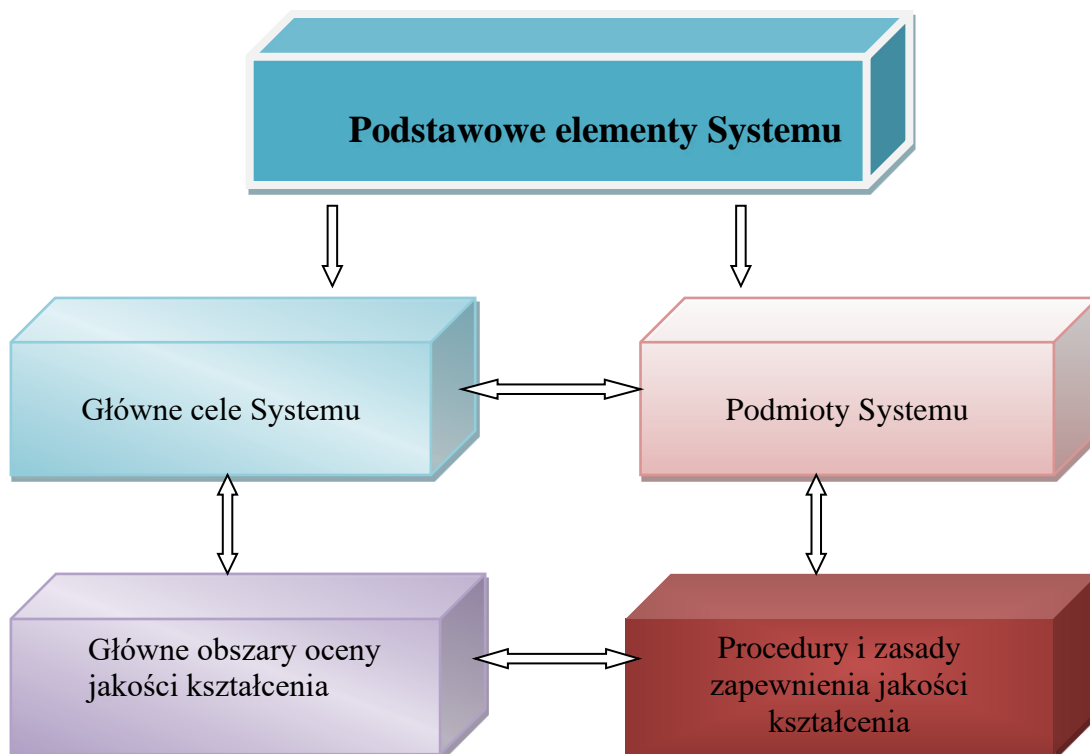 Podstawowe elementy Systemu
Główne cele Systemu
Podmioty Systemu
Główne obszary oceny
jakości kształcenia
Procedury i zasady
zapewnienia jakości
kształcenia